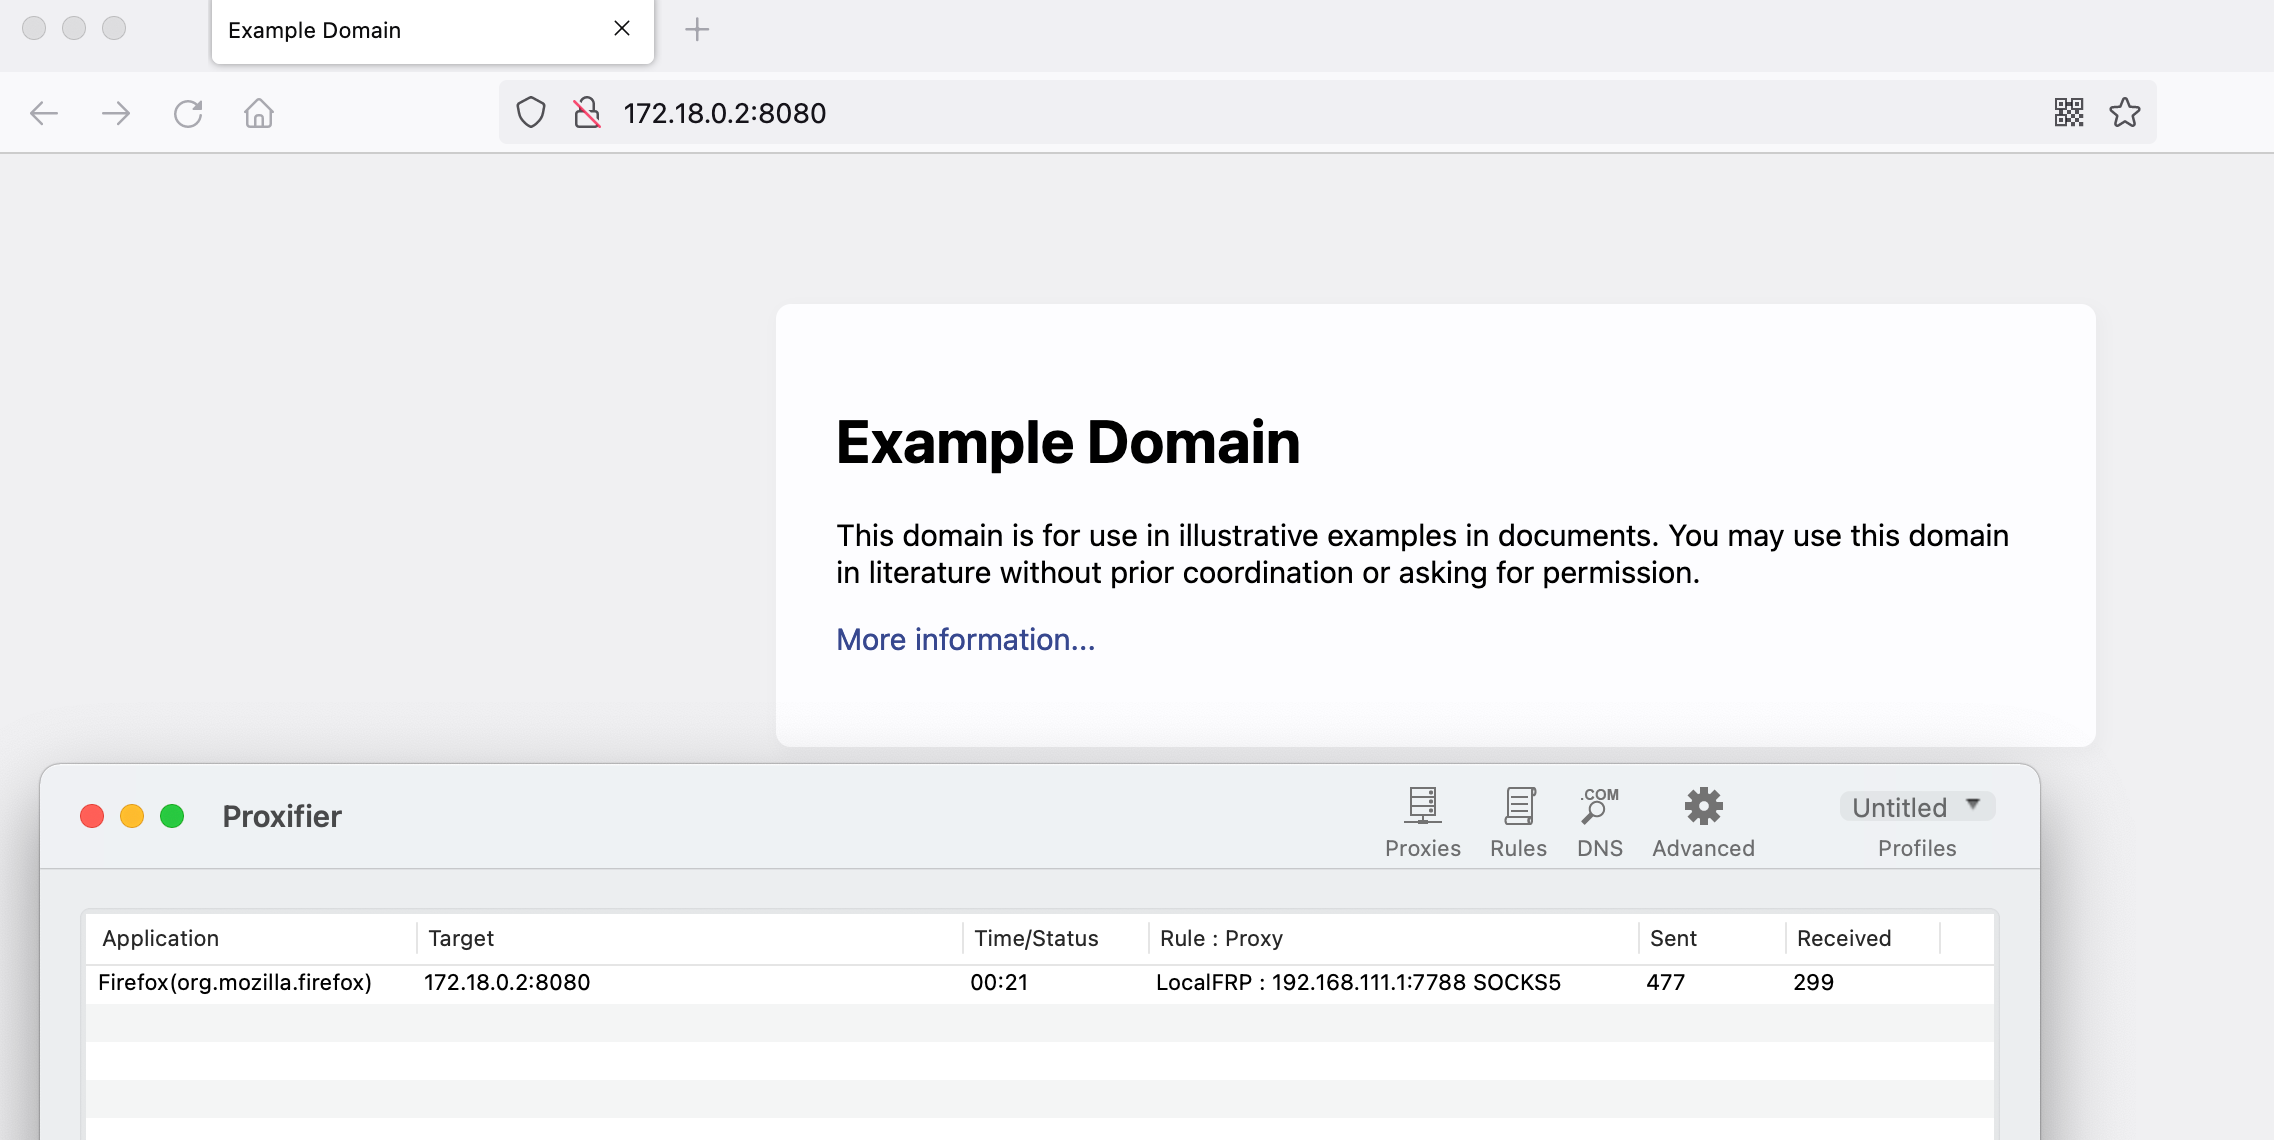 Example Domain
172.18.0.2:8080
Example Domain
This domain is for use in illustrative examples in documents. You may use this domain
in literature without prior coordination or asking for permission.
More information...
Proxifier
.COM
Untitled
Proxies Rules DNS Advanced Profiles
Application Target Time/Status Rule : Proxy Sent Received
Firefox(org.mozilla.firefox) 172.18.0.2:8080 00:21 LocalFRP : 192.168.111.1:7788 SOCKS5 477 299